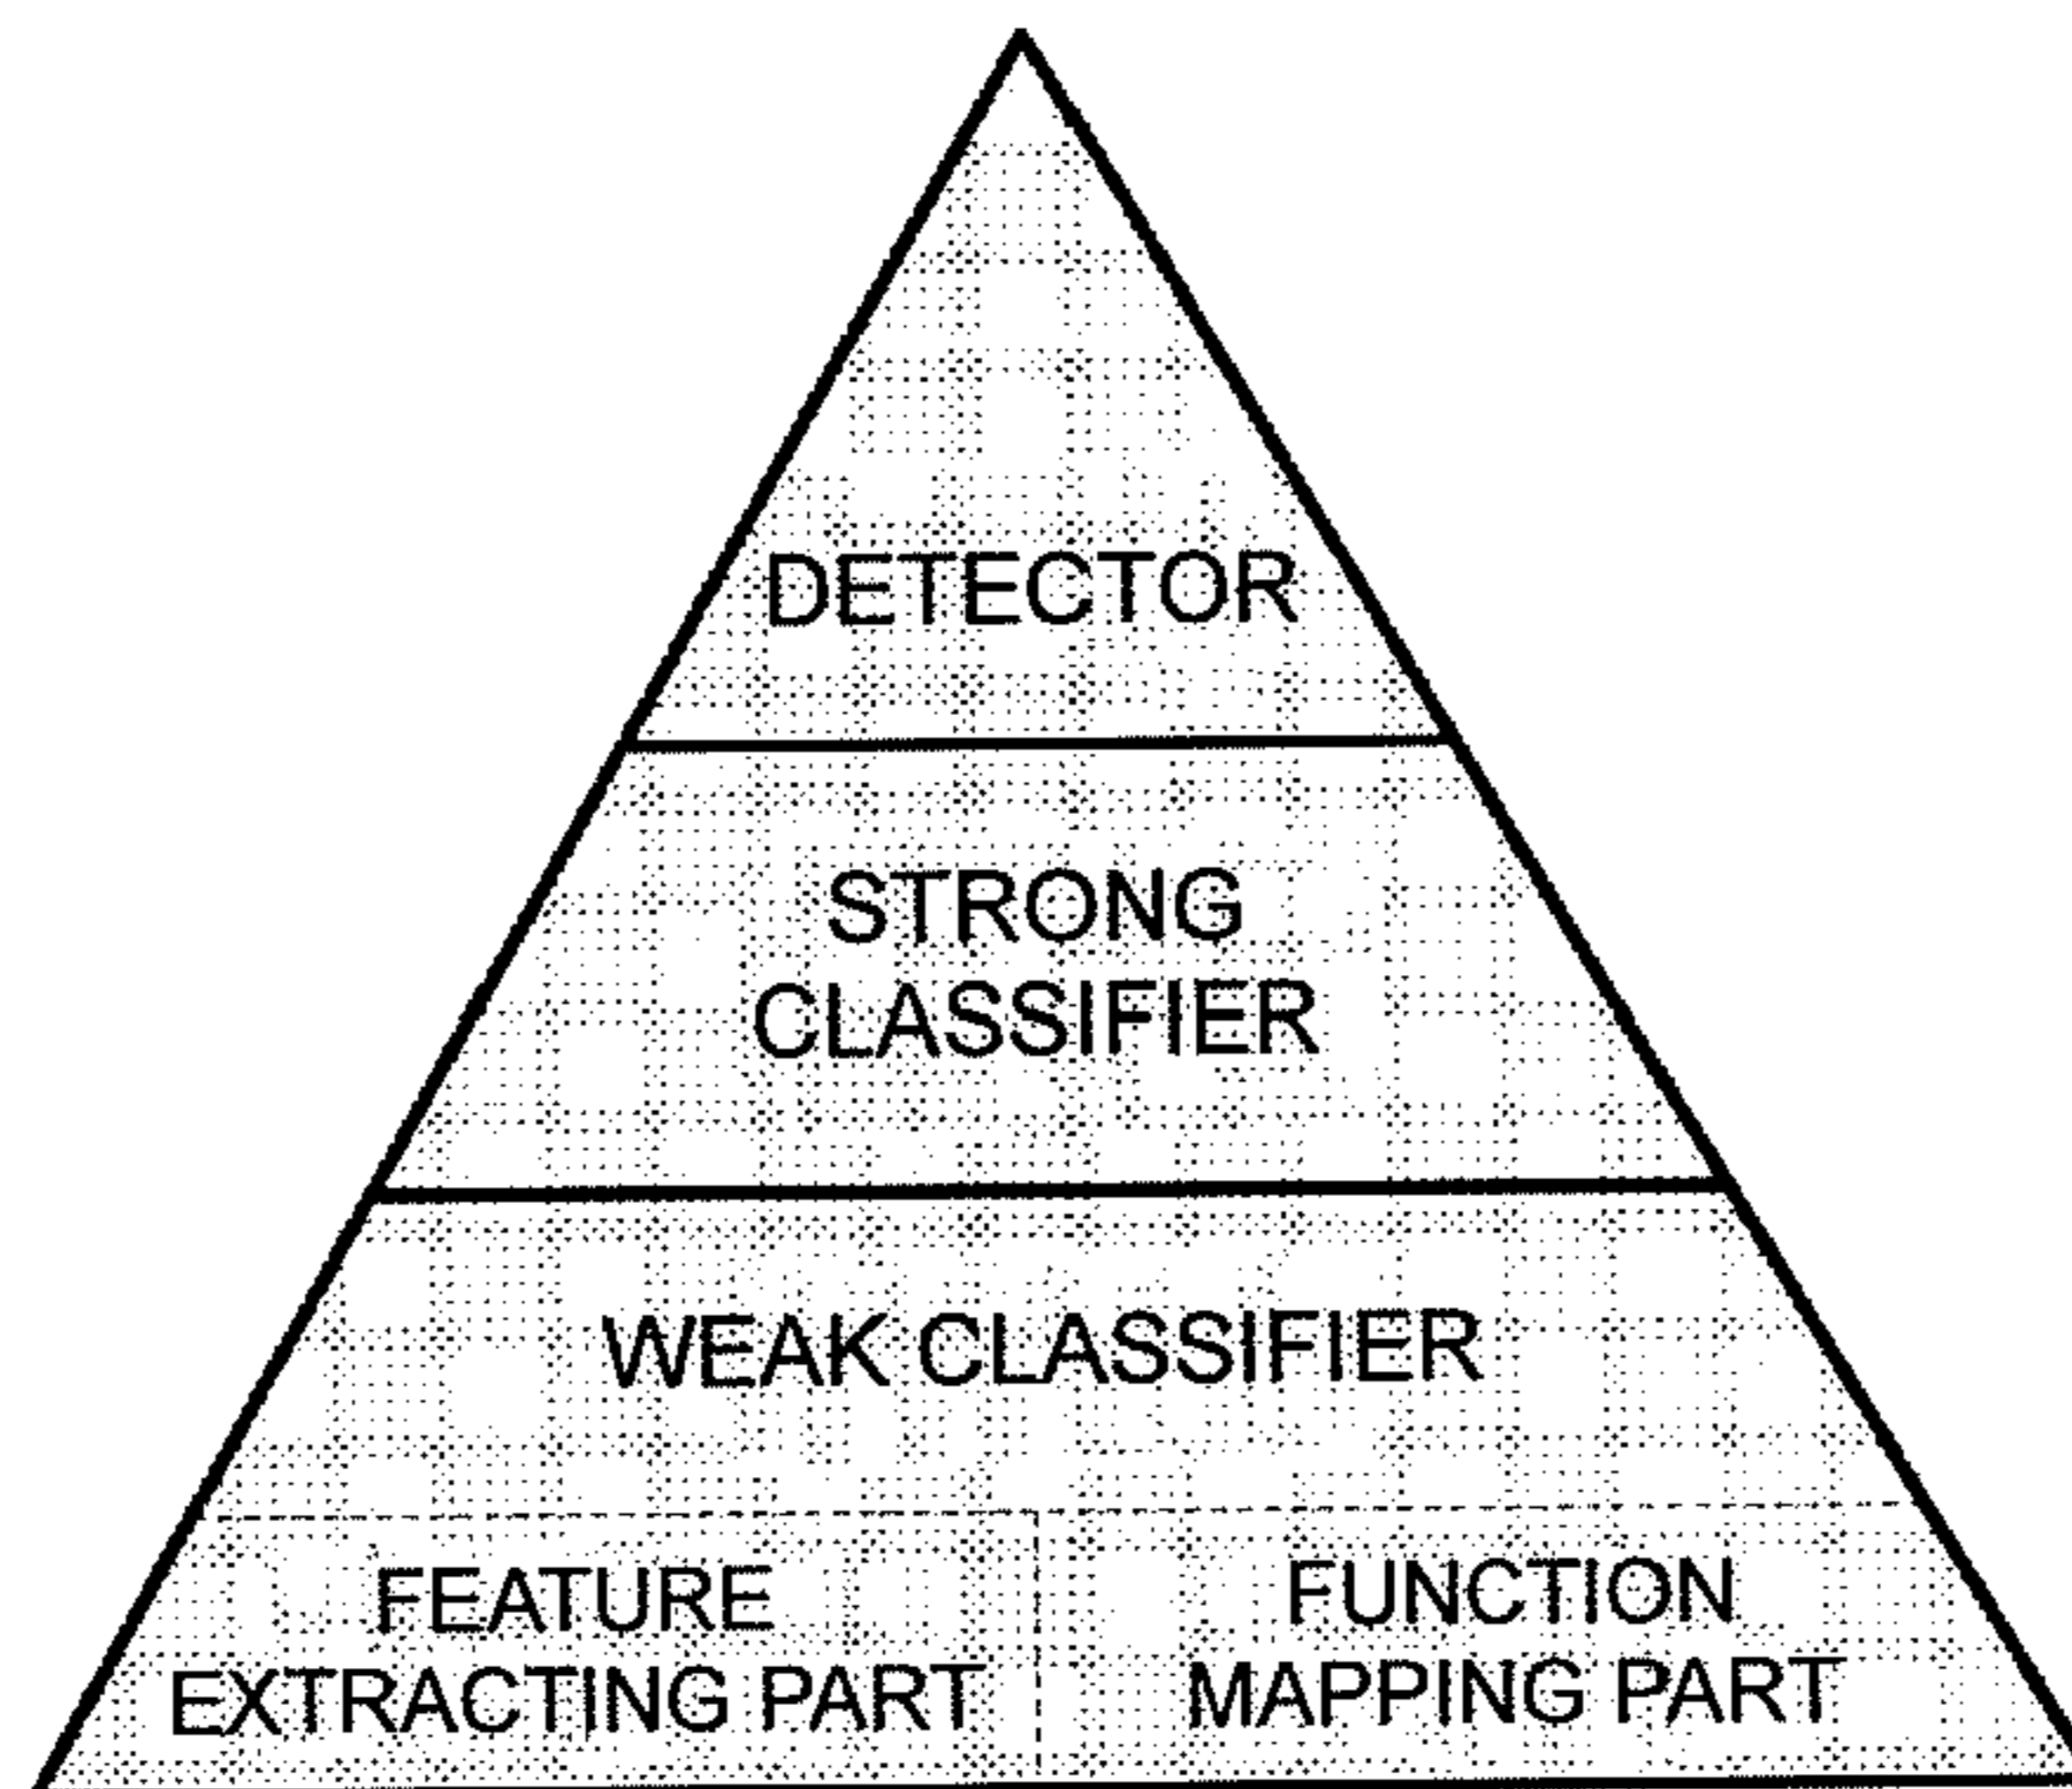 DETECTOR
STRONG
CLASSIFIER
WEAK CLASSIFIER
FEATURE
EXTRACTING PART
FUNCTION
MAPPING PART